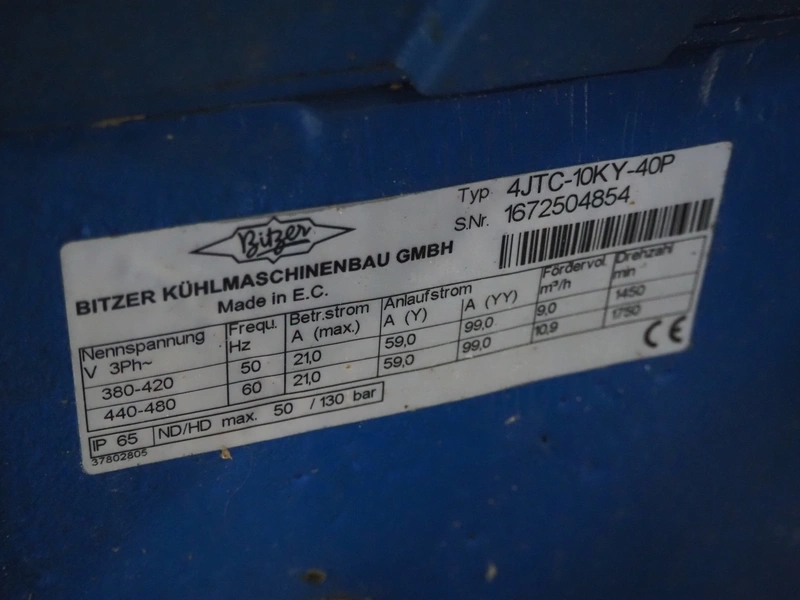 Typ 4JTC-10KY-40P
S.Nr. 1672504854
Bitzer
BITZER KÜHLMASCHINENBAU GMBH
Made in E.C.
Nennspannung Frequ. Betr.strom Anlaufstrom Fördervol. Drehzahl
V 3Ph~ Hz A (max.) A (Y) A (YY) m³/h min
380-420 50 21,0 59,0 99,0 9,0 1450
440-480 60 21,0 59,0 99,0 10,9 1750
IP 65 ND/HD max. 50 / 130 bar CE
37802805